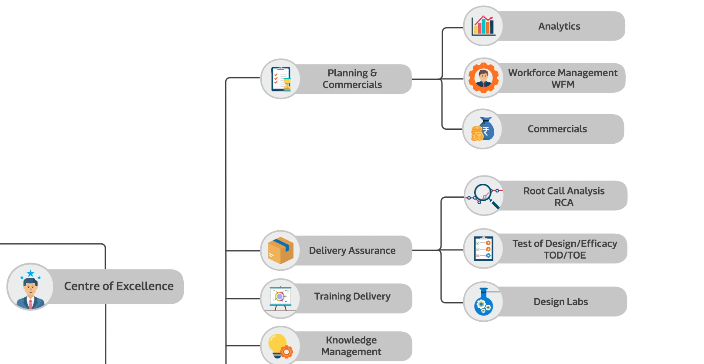 Analytics
Planning &
Commercials
Workforce Management
WFM
Commercials
Root Call Analysis
RCA
Delivery Assurance
Test of Design/Efficacy
TOD/TOE
Centre of Excellence
Training Delivery
Design Labs
Knowledge
Management